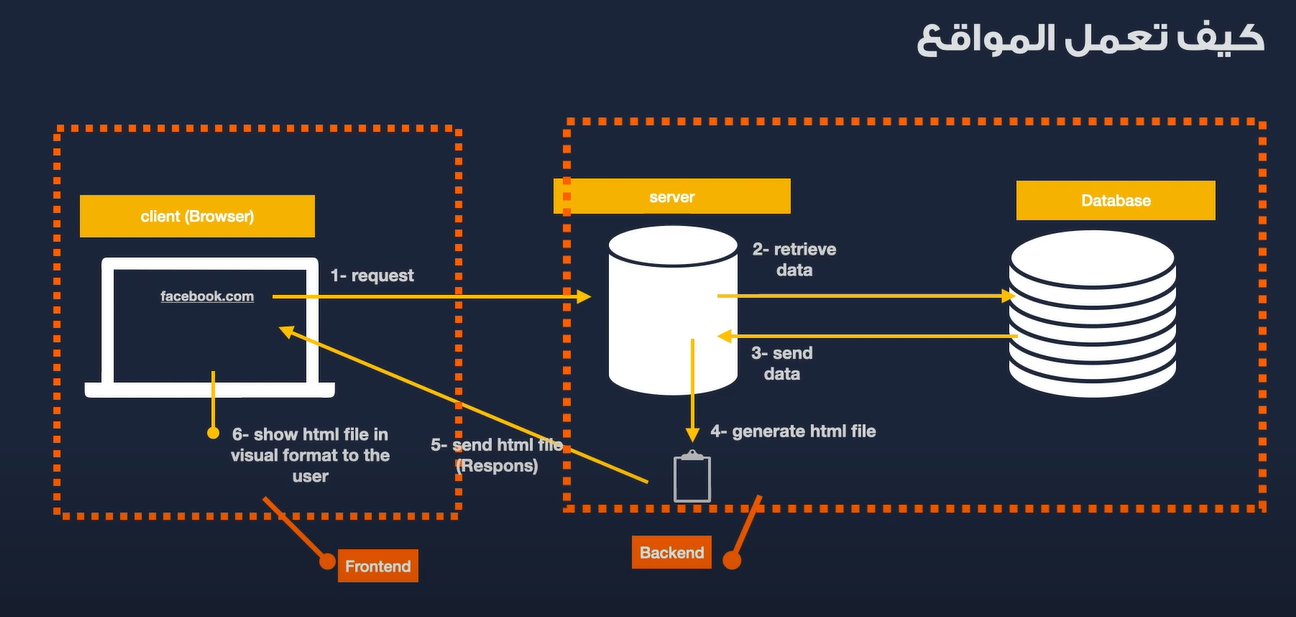 كيف تعمل المواقع
client (Browser)
server
Database
facebook.com
1- request
2- retrieve
data
3- send
data
4- generate html file
5- send html file
(Respons)
6- show html file in
visual format to the
user
Frontend
Backend